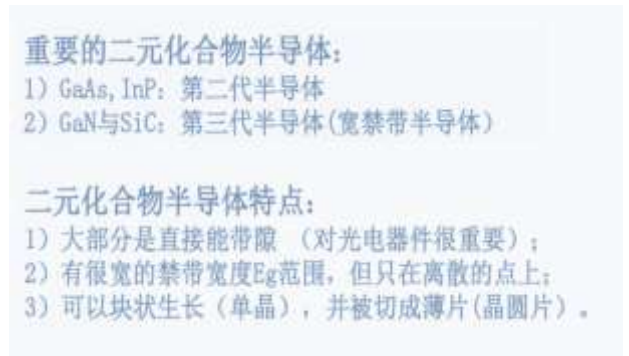 重要的二元化合物半导体：
1）GaAs,InP：第二代半导体
2）GaN与SiC：第三代半导体(宽禁带半导体)
二元化合物半导体特点：
1）大部分是直接能带隙 （对光电器件很重要）；
2）有很宽的禁带宽度Eg范围，但只在离散的点上；
3）可以块状生长（单晶），并被切成薄片(晶圆片）。